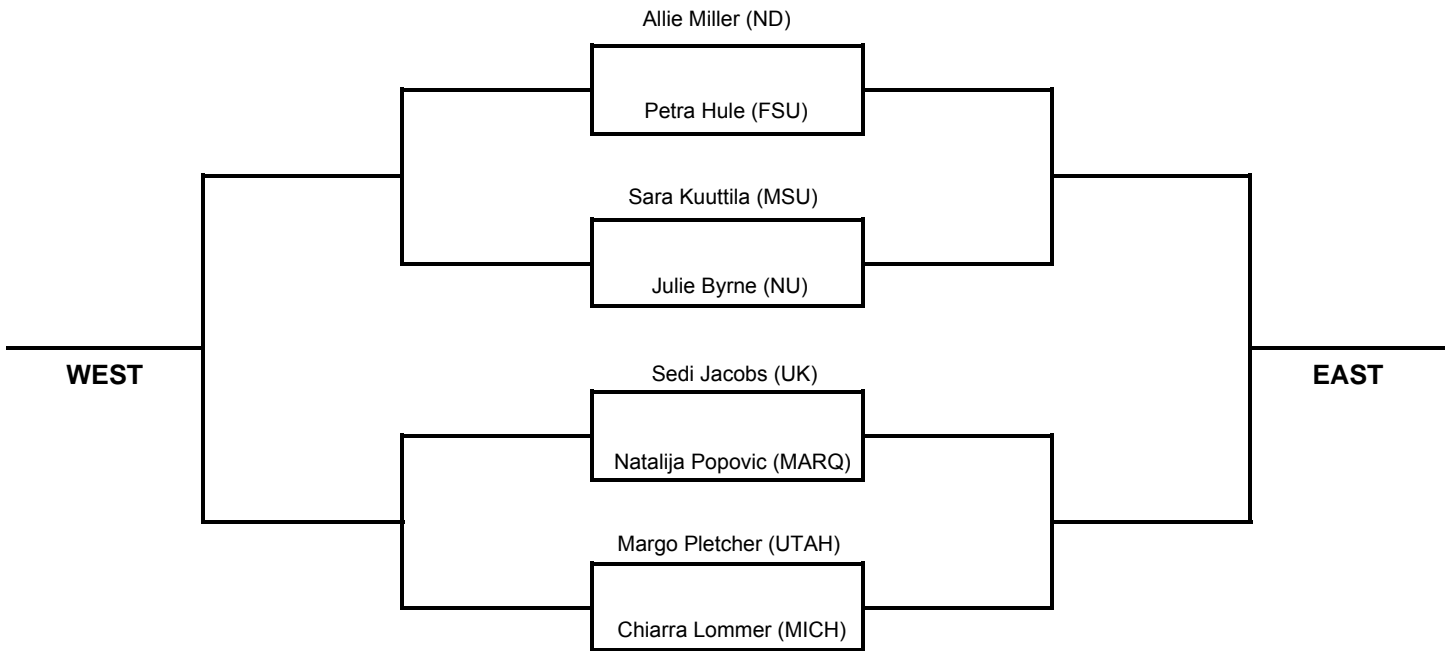 Allie Miller (ND)
Petra Hule (FSU)
Sara Kuuttila (MSU)
Julie Byrne (NU)
WEST
EAST
Sedi Jacobs (UK)
Natalija Popovic (MARQ)
Margo Pletcher (UTAH)
Chiarra Lommer (MICH)